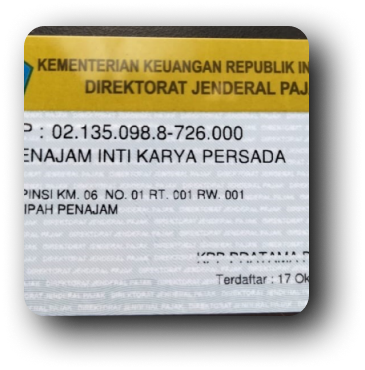 KEMENTERIAN KEUANGAN REPUBLIK IN
DIREKTORAT JENDERAL PAJ
P : 02.135.098.8-726.000
ENAJAM INTI KARYA PERSADA
PINSI KM. 06 NO. 01 RT. 001 RW. 001
IPAH PENAJAM
KPP PRATAMA P
Terdaftar : 17 Ok